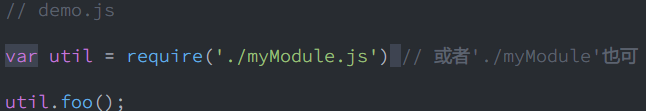 // demo.js
var util = require('./myModule.js') // 或者'./myModule'也可
util.foo();